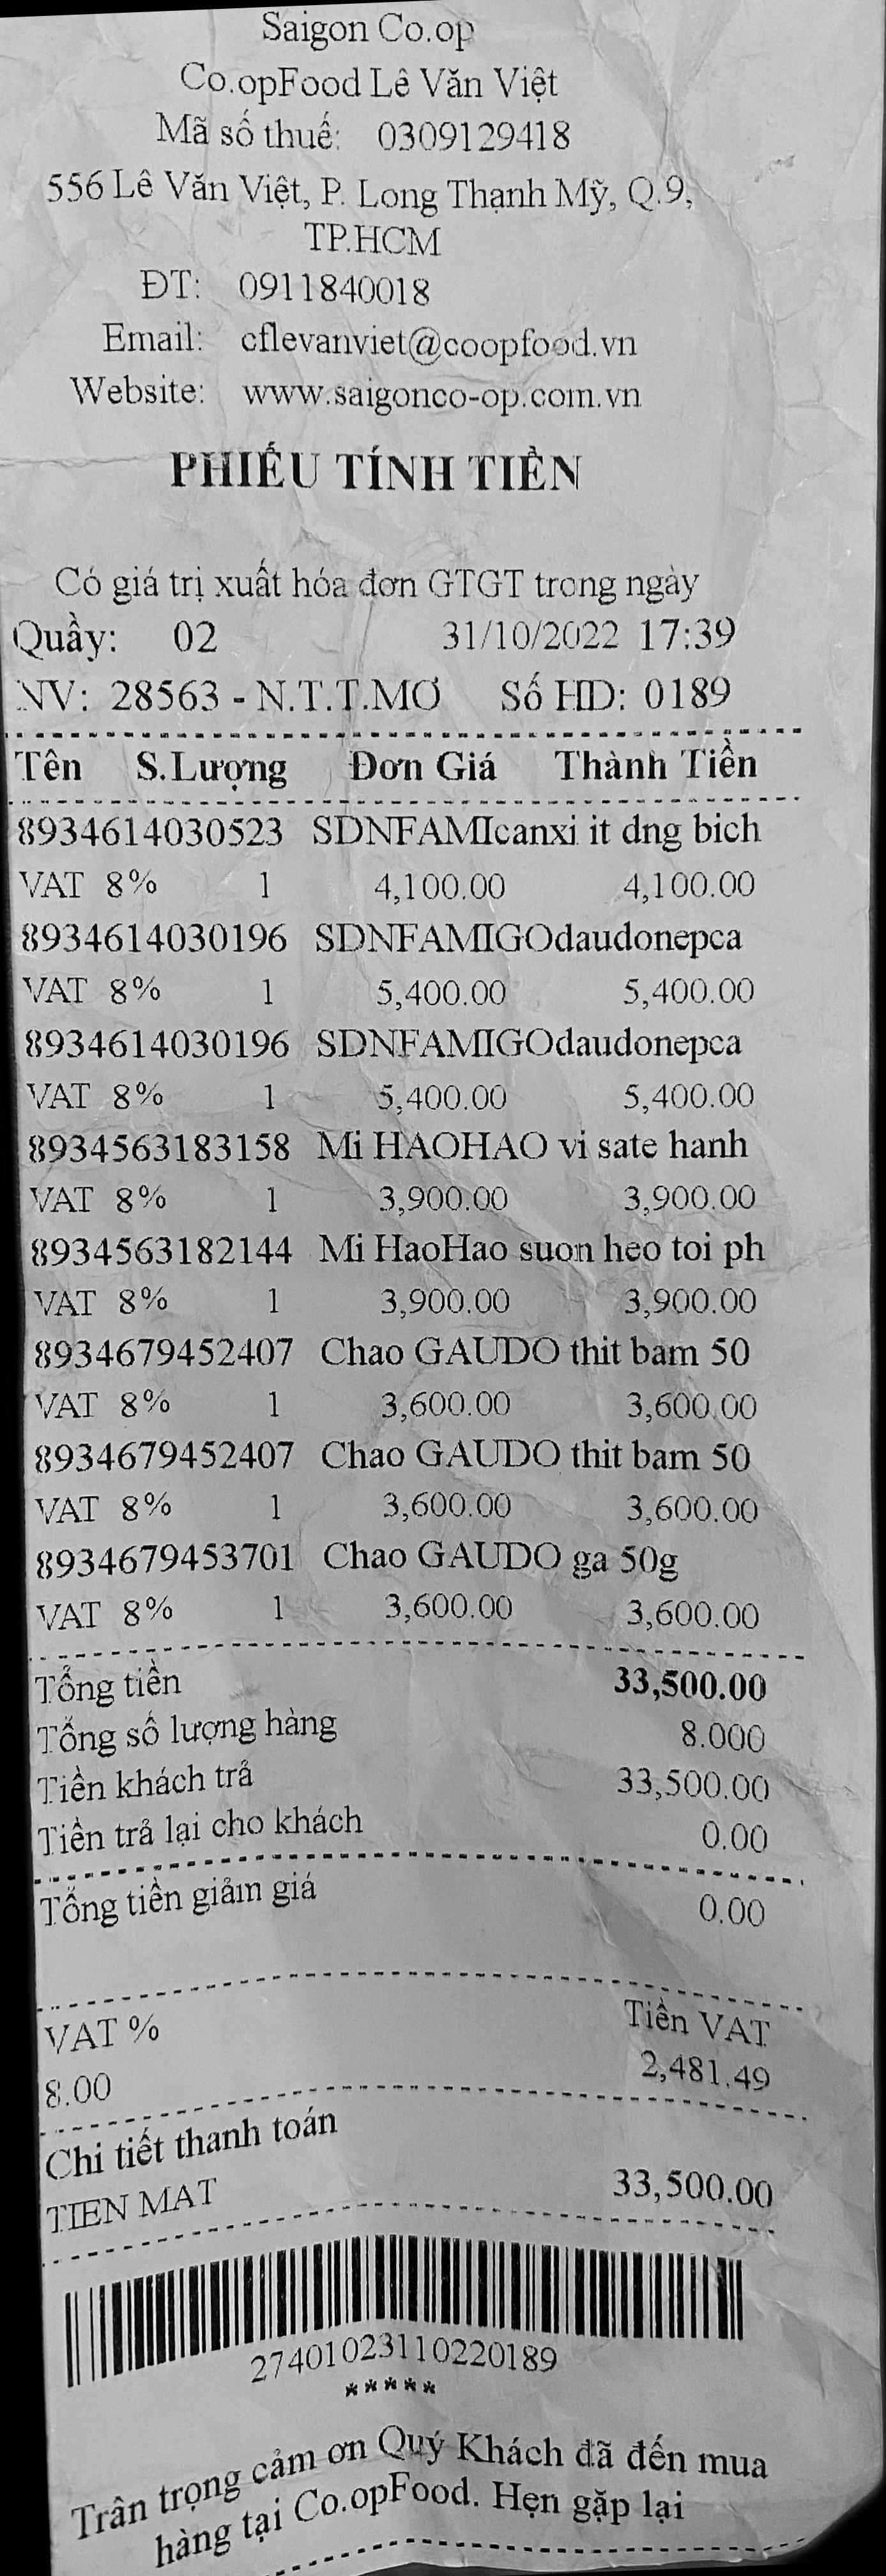 Saigon Co.op
Co.opFood Lê Văn Việt
Mã số thuế: 0309129418
556 Lê Văn Việt, P. Long Thạnh Mỹ, Q.9,
TP.HCM
ĐT: 0911840018
Email: cflevanviet@coopfood.vn
Website: www.saigonco-op.com.vn
PHIẾU TÍNH TIỀN
Có giá trị xuất hóa đơn GTGT trong ngày
Quầy: 02 31/10/2022 17:39
NV: 28563 - N.T.T.MƠ Số HD: 0189
Tên S.Lượng Đơn Giá Thành Tiền
8934614030523 SDNFAMIcanxi it dng bich
VAT 8% 1 4,100.00 4,100.00
8934614030196 SDNFAMIGOdaudonepca
VAT 8% 1 5,400.00 5,400.00
8934614030196 SDNFAMIGOdaudonepca
VAT 8% 1 5,400.00 5,400.00
8934563183158 Mi HAOHAO vi sate hanh
VAT 8% 1 3,900.00 3,900.00
8934563182144 Mi HaoHao suon heo toi ph
VAT 8% 1 3,900.00 3,900.00
8934679452407 Chao GAUDO thit bam 50
VAT 8% 1 3,600.00 3,600.00
8934679452407 Chao GAUDO thit bam 50
VAT 8% 1 3,600.00 3,600.00
8934679453701 Chao GAUDO ga 50g
VAT 8% 1 3,600.00 3,600.00
Tổng tiền 33,500.00
Tổng số lượng hàng 8.000
Tiền khách trả 33,500.00
Tiền trả lại cho khách 0.00
Tổng tiền giảm giá 0.00
VAT % Tiền VAT
8.00 2,481.49
Chi tiết thanh toán
TIEN MAT 33,500.00
27401023110220189
*****
Trân trọng cảm ơn Quý Khách đã đến mua
hàng tại Co.opFood. Hẹn gặp lại